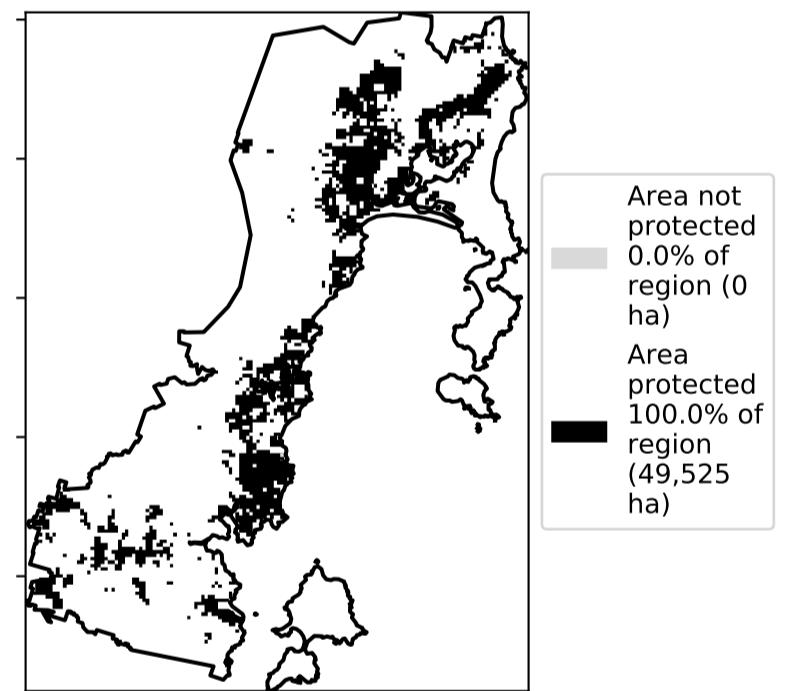 Area not
protected
0.0% of
region (0
ha)
Area
protected
100.0% of
region
(49,525
ha)